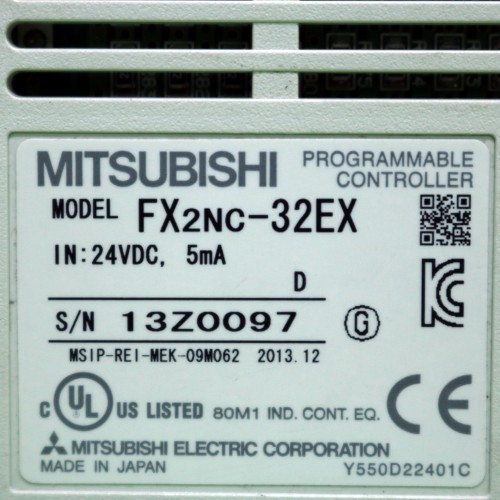 MITSUBISHI PROGRAMMABLE CONTROLLER
MODEL FX2NC-32EX
IN:24VDC, 5mA
D
S/N 13Z0097 G
MSIP-REI-MEK-09M062 2013.12
C UL US LISTED 80M1 IND. CONT. EQ. CE
MITSUBISHI ELECTRIC CORPORATION
MADE IN JAPAN Y550D22401C